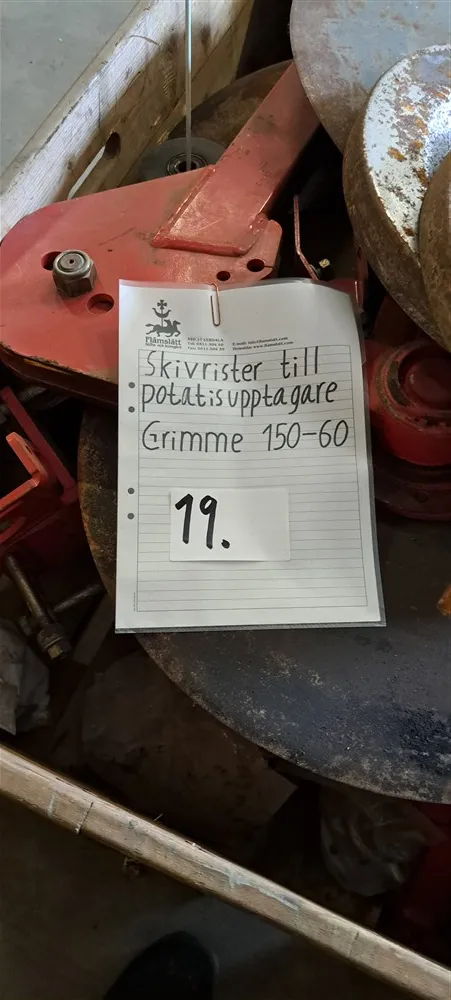 Flämslätt
Skivrister till
potatisupptagare
Grimme 150-60
19.